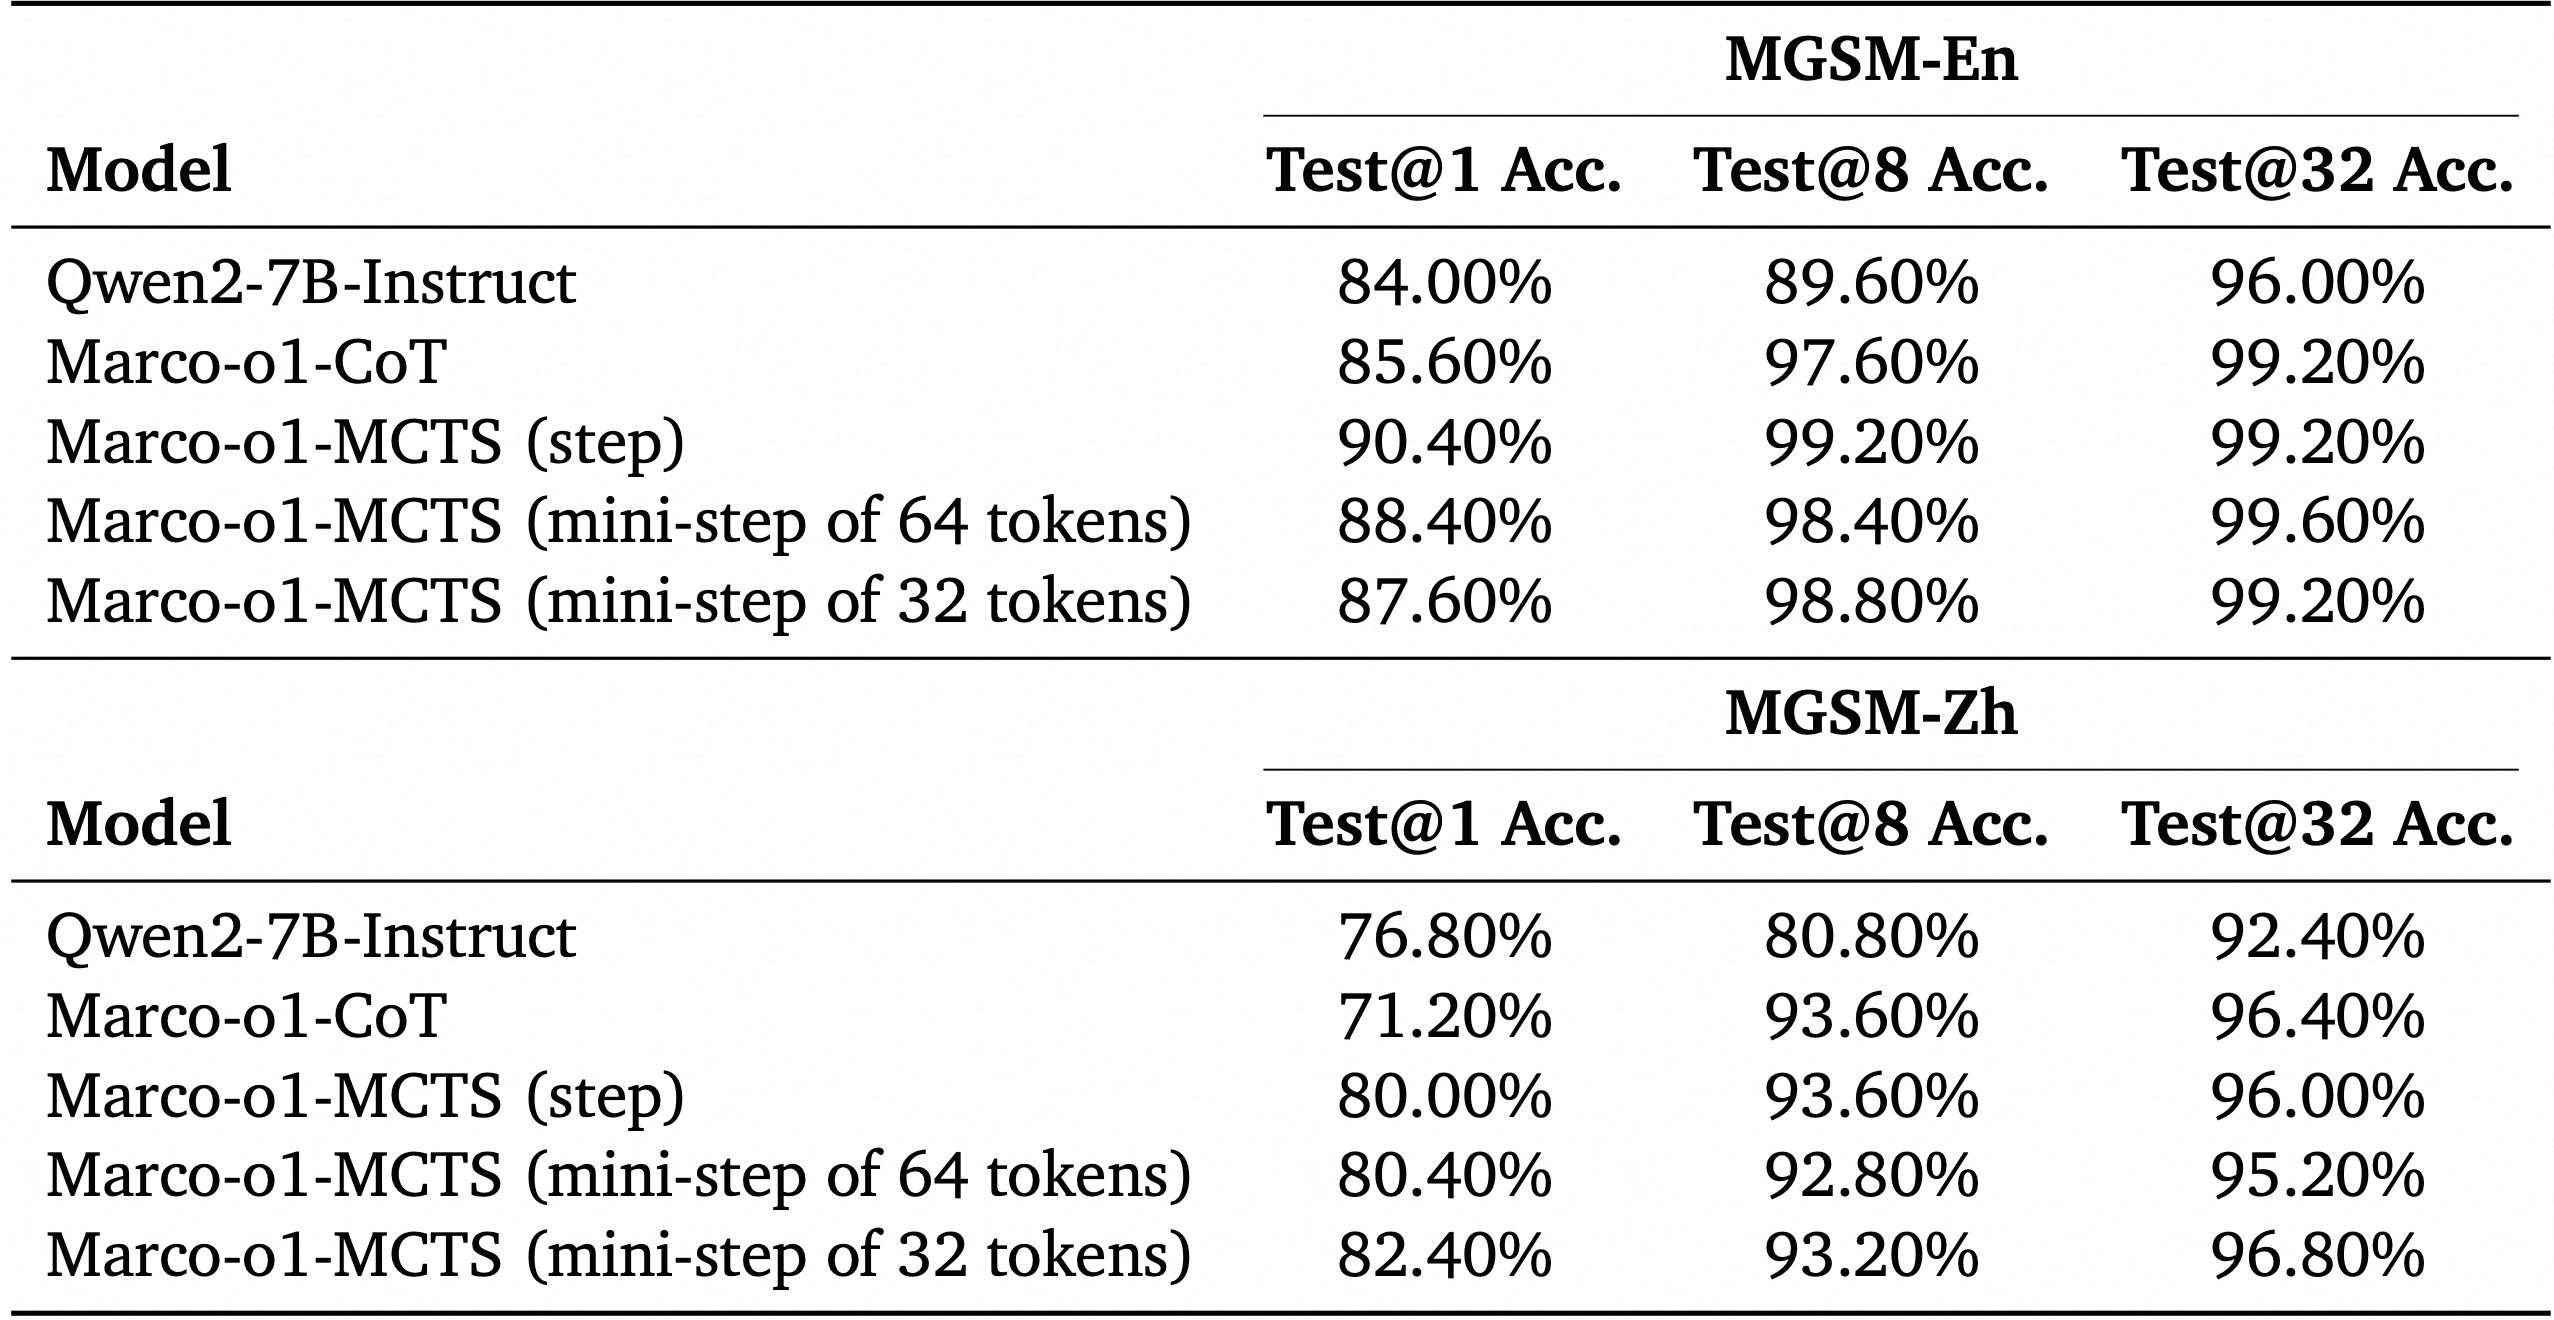 MGSM-En
Model Test@1 Acc. Test@8 Acc. Test@32 Acc.
Qwen2-7B-Instruct 84.00% 89.60% 96.00%
Marco-o1-CoT 85.60% 97.60% 99.20%
Marco-o1-MCTS (step) 90.40% 99.20% 99.20%
Marco-o1-MCTS (mini-step of 64 tokens) 88.40% 98.40% 99.60%
Marco-o1-MCTS (mini-step of 32 tokens) 87.60% 98.80% 99.20%
MGSM-Zh
Model Test@1 Acc. Test@8 Acc. Test@32 Acc.
Qwen2-7B-Instruct 76.80% 80.80% 92.40%
Marco-o1-CoT 71.20% 93.60% 96.40%
Marco-o1-MCTS (step) 80.00% 93.60% 96.00%
Marco-o1-MCTS (mini-step of 64 tokens) 80.40% 92.80% 95.20%
Marco-o1-MCTS (mini-step of 32 tokens) 82.40% 93.20% 96.80%